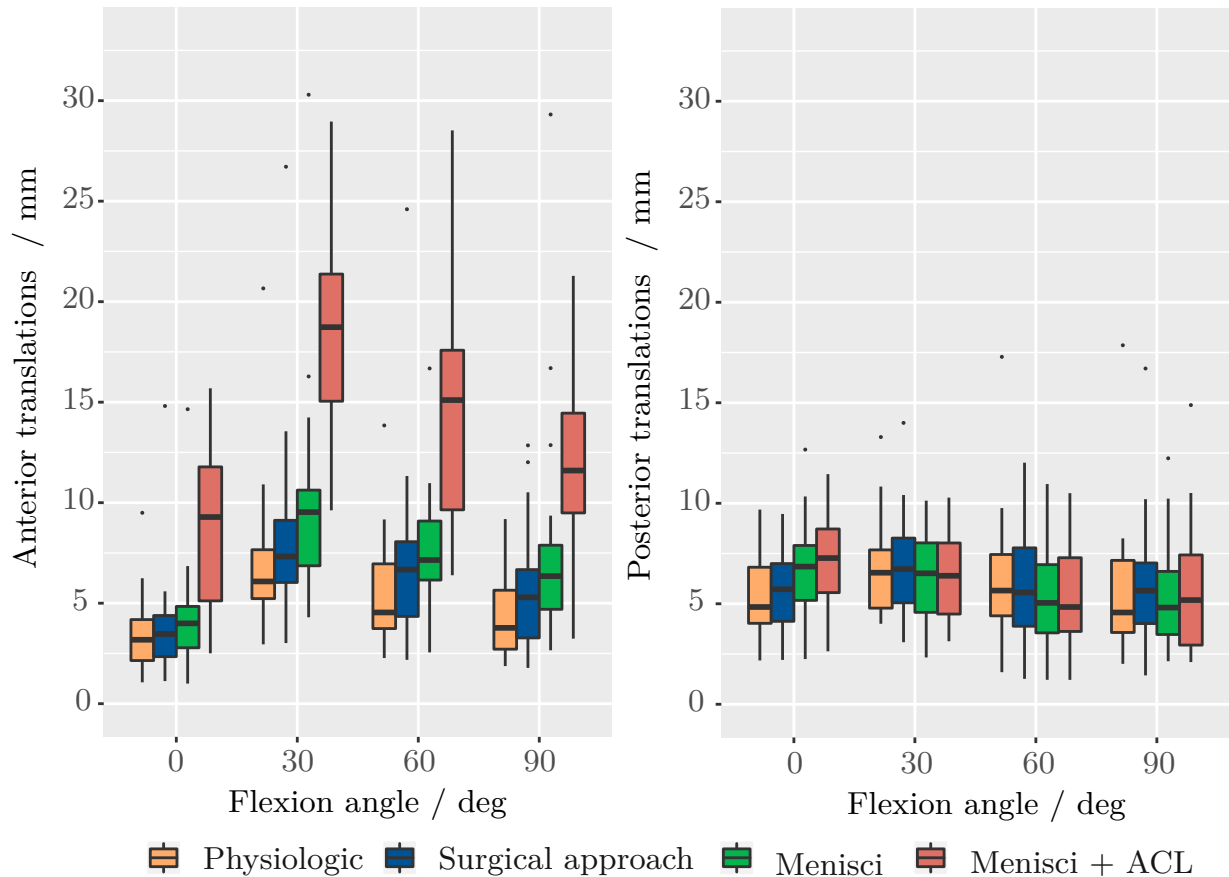 Anterior translations / mm
30
25
20
15
10
5
0
0 30 60 90
Flexion angle / deg
Posterior translations / mm
30
25
20
15
10
5
0
0 30 60 90
Flexion angle / deg
Physiologic Surgical approach Menisci Menisci + ACL